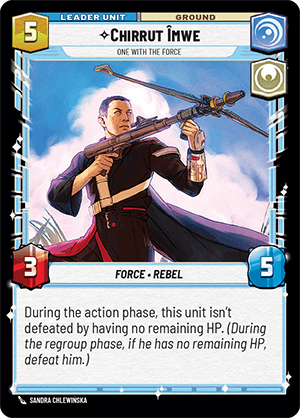 LEADER UNIT
GROUND
5
✧CHIRRUT ÎMWE
ONE WITH THE FORCE
3
FORCE • REBEL
5
During the action phase, this unit isn't
defeated by having no remaining HP. (During
the regroup phase, if he has no remaining HP,
defeat him.)
SANDRA CHLEWINSKA